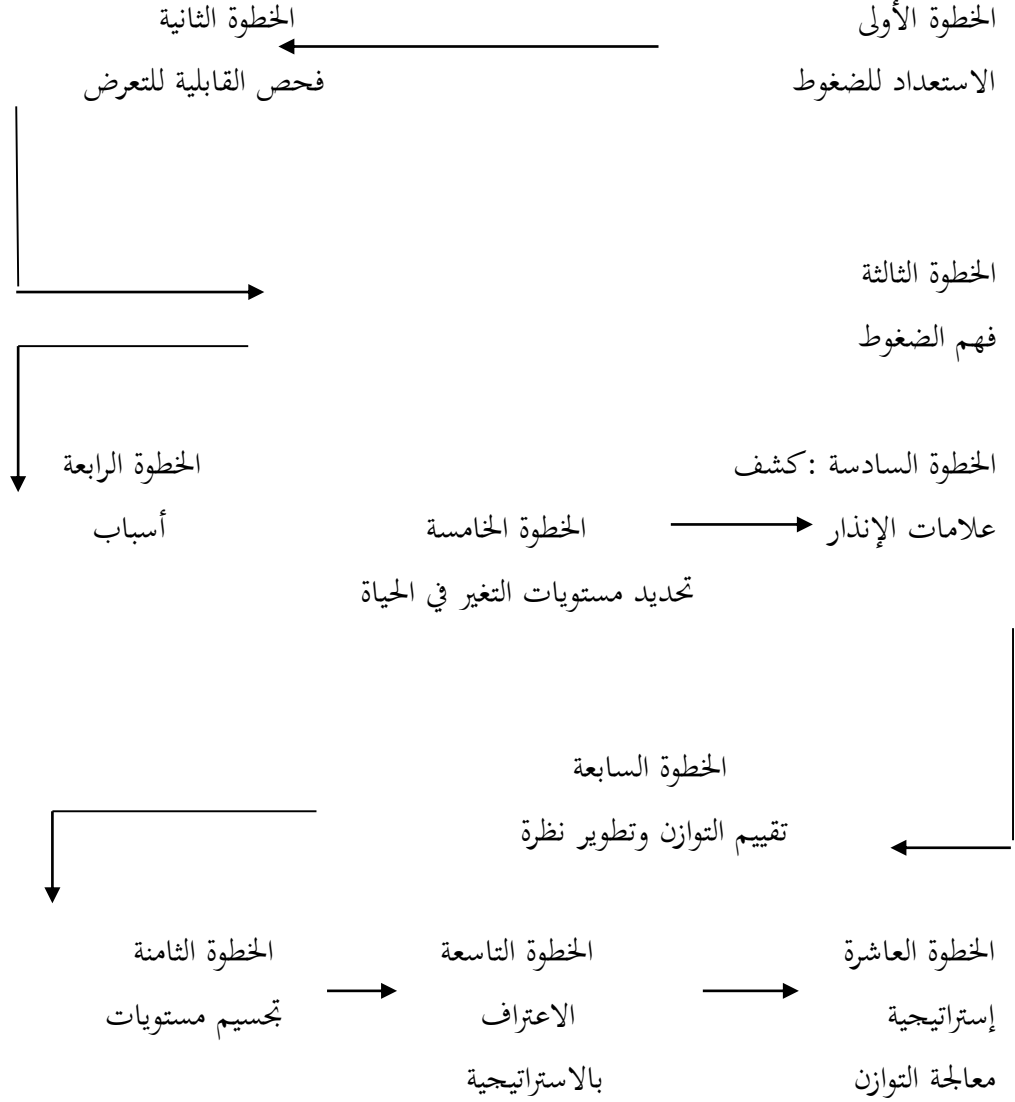 الخطوة الأولى
الاستعداد للضغوط
الخطوة الثانية
فحص القابلية للتعرض
الخطوة الثالثة
فهم الضغوط
الخطوة الرابعة
أسباب
الخطوة الخامسة
تحديد مستويات التغير في الحياة
الخطوة السادسة :كشف
علامات الإنذار
الخطوة السابعة
تقييم التوازن وتطوير نظرة
الخطوة الثامنة
تجسيم مستويات
الخطوة التاسعة
الاعتراف
بالاستراتيجية
الخطوة العاشرة
إستراتيجية
معالجة التوازن